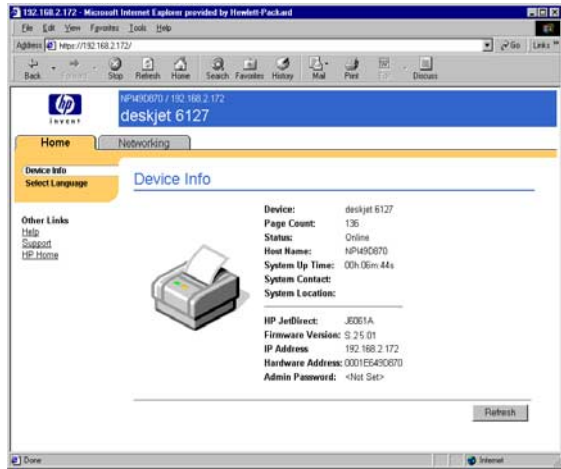 192.168.2.172 - Microsoft Internet Explorer provided by Hewlett-Packard
File Edit View Favorites Tools Help
Address https://192.168.2.172/ Go Links »
Back Forward Stop Refresh Home Search Favorites History Mail Print Edit Discuss
hp
invent
NPI49D870 / 192.168.2.172
deskjet 6127
Home Networking
Device Info
Select Language
Other Links
Help
Support
HP Home
Device Info
Device: deskjet 6127
Page Count: 136
Status: Online
Host Name: NPI49D870
System Up Time: 00h:06m:44s
System Contact:
System Location:
HP JetDirect: J6061A
Firmware Version: S.25.01
IP Address 192.168.2.172
Hardware Address: 0001E649D870
Admin Password: <Not Set>
Refresh
Done Internet